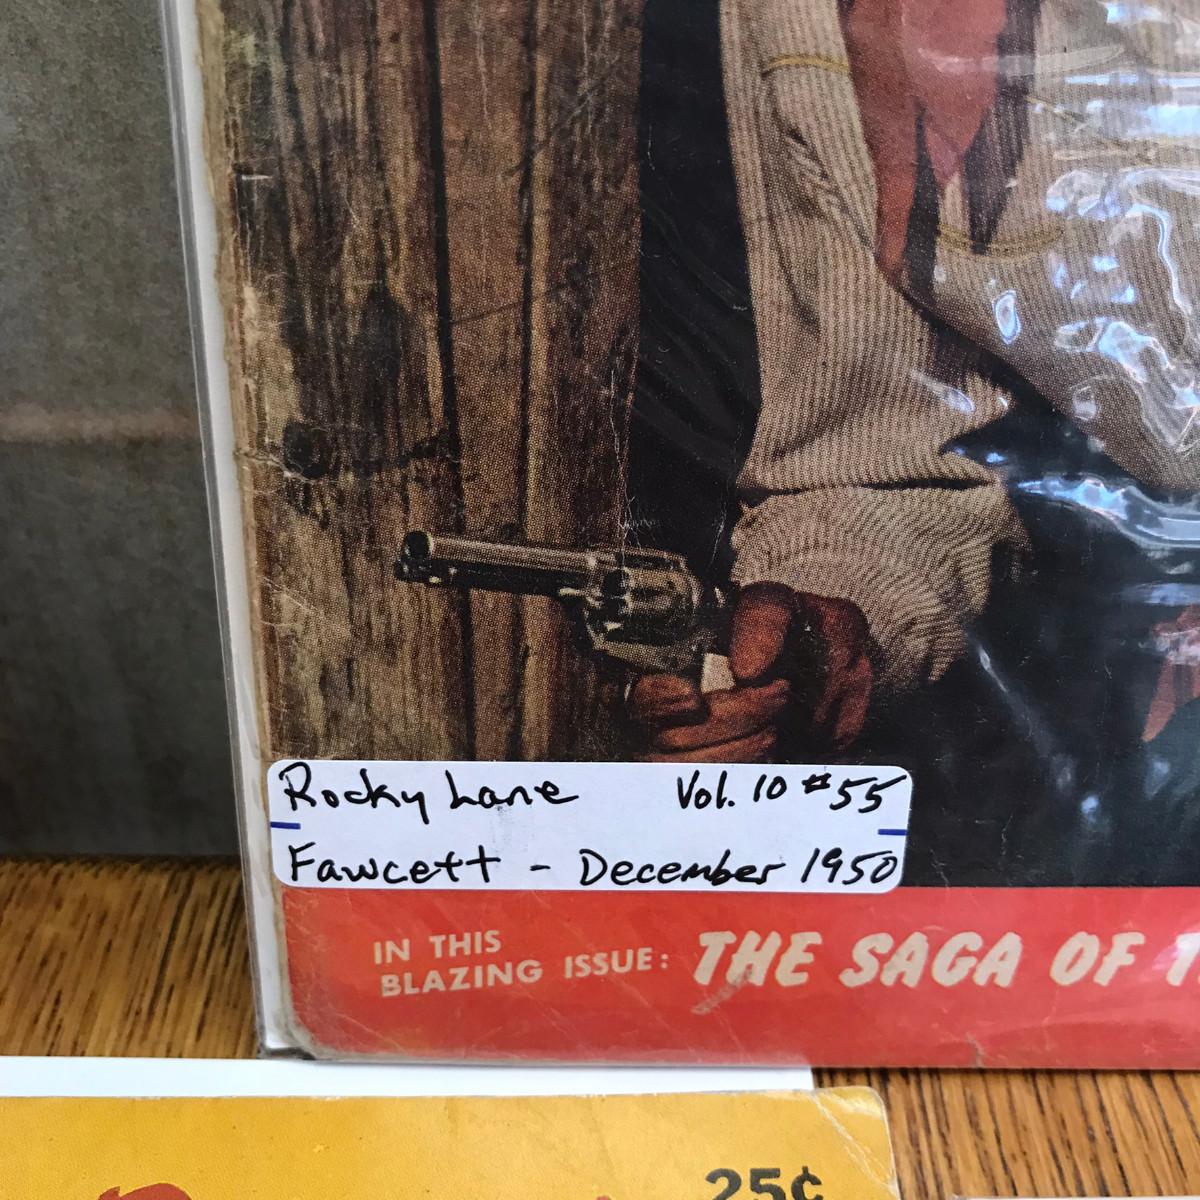 Rocky Lane Vol. 10 #55
Fawcett - December 1950
IN THIS
BLAZING ISSUE: THE SAGA OF
25¢